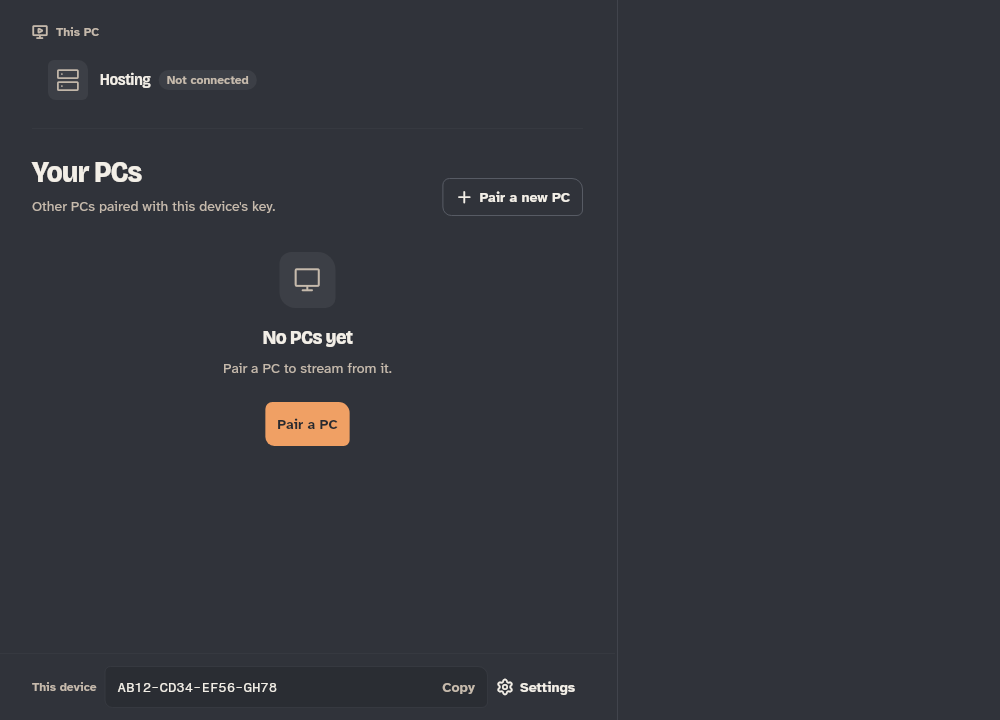 This PC
Hosting Not connected
Your PCs
Other PCs paired with this device's key.
Pair a new PC
No PCs yet
Pair a PC to stream from it.
Pair a PC
This device AB12-CD34-EF56-GH78 Copy Settings